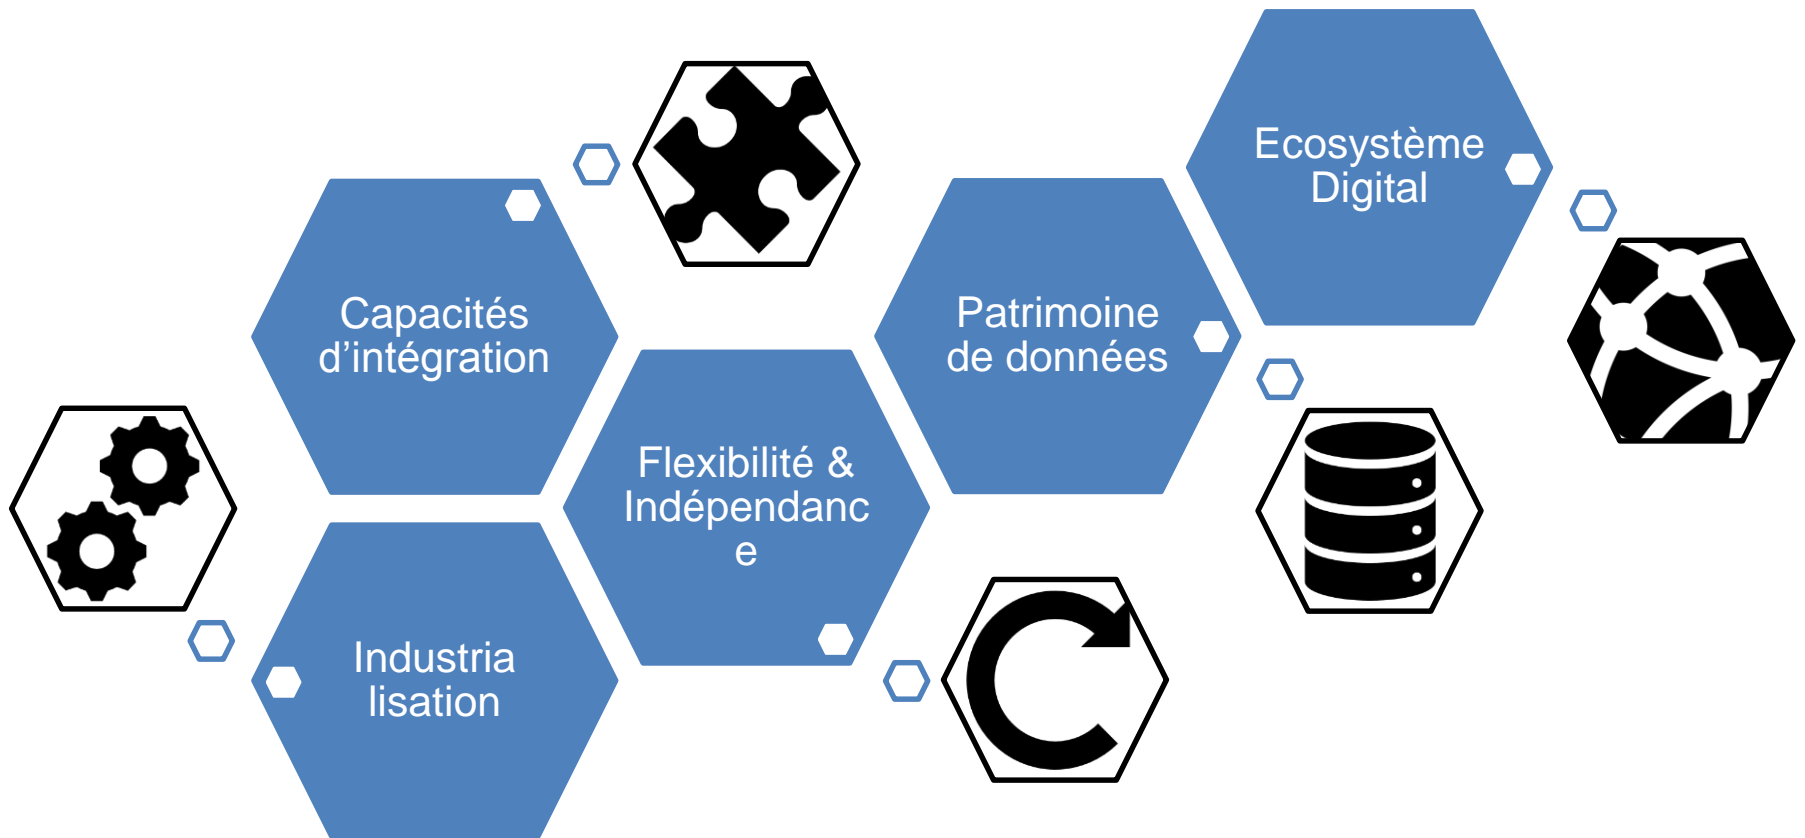 Ecosystème
Digital
Capacités
d’intégration
Patrimoine
de données
Flexibilité &
Indépendanc
e
Industria
lisation